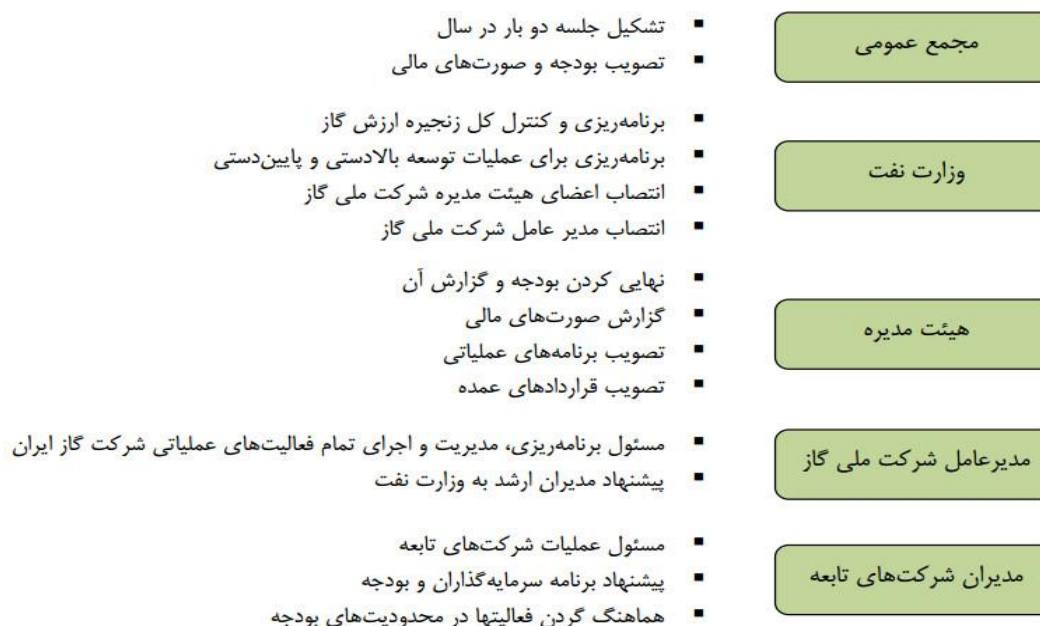 مجمع عمومی
تشکیل جلسه دو بار در سال
تصویب بودجه و صورت‌های مالی
وزارت نفت
برنامه‌ریزی و کنترل کل زنجیره ارزش گاز
برنامه‌ریزی برای عملیات توسعه بالادستی و پایین‌دستی
انتصاب اعضای هیئت مدیره شرکت ملی گاز
انتصاب مدیر عامل شرکت ملی گاز
هیئت مدیره
نهایی کردن بودجه و گزارش آن
گزارش صورت‌های مالی
تصویب برنامه‌های عملیاتی
تصویب قراردادهای عمده
مدیرعامل شرکت ملی گاز
مسئول برنامه‌ریزی، مدیریت و اجرای تمام فعالیت‌های عملیاتی شرکت گاز ایران
پیشنهاد مدیران ارشد به وزارت نفت
مدیران شرکت‌های تابعه
مسئول عملیات شرکت‌های تابعه
پیشنهاد برنامه سرمایه‌گذاران و بودجه
هماهنگ گردن فعالیتها در محدودیت‌های بودجه